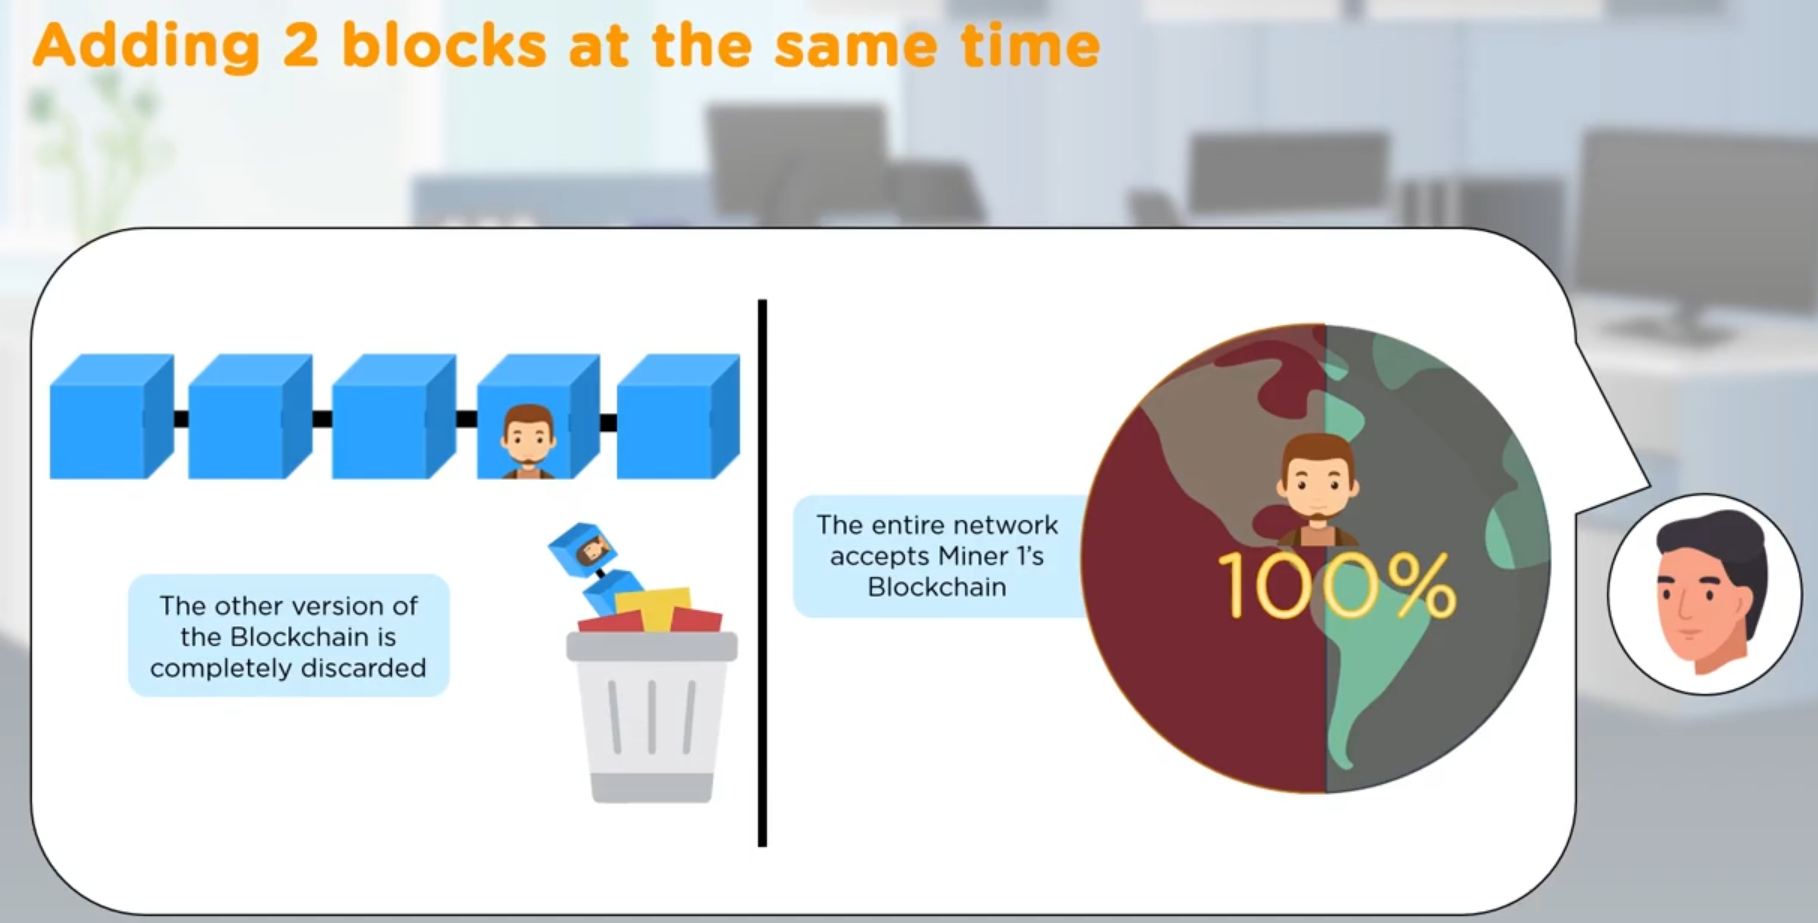 Adding 2 blocks at the same time
The other version of
the Blockchain is
completely discarded
The entire network
accepts Miner 1's
Blockchain
100%